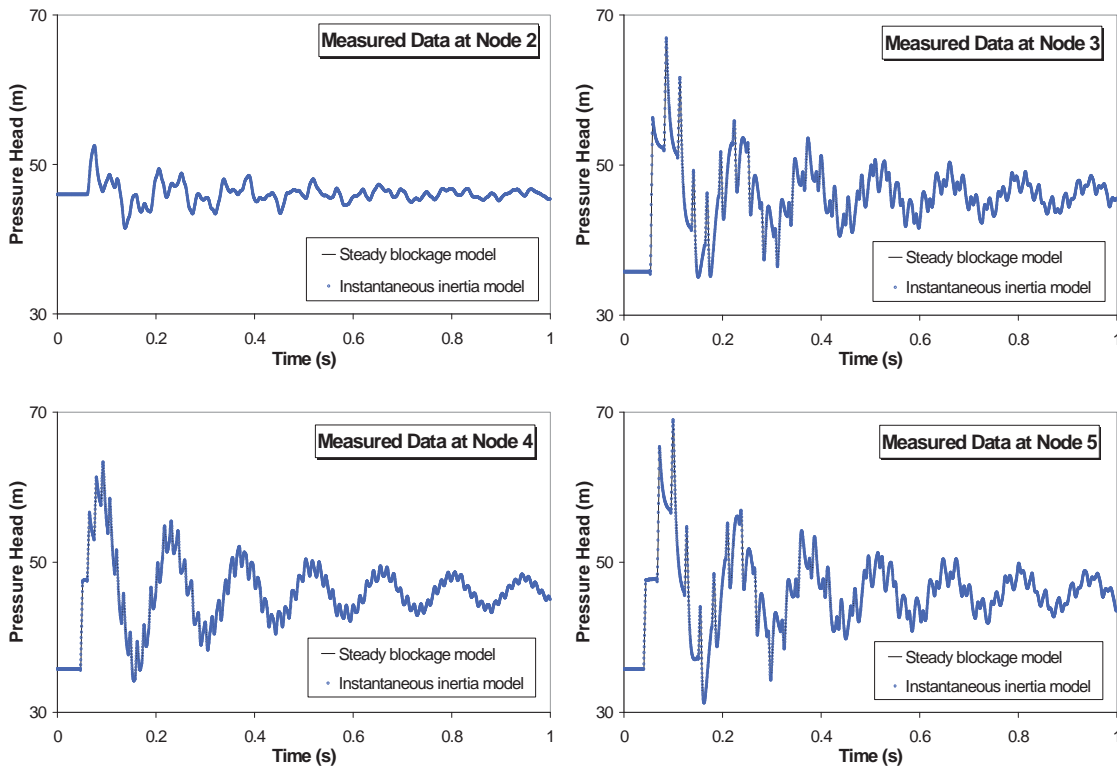 Measured Data at Node 2
Pressure Head (m)
70
50
30
Steady blockage model
Instantaneous inertia model
0 0.2 0.4 0.6 0.8 1
Time (s)
Measured Data at Node 3
Pressure Head (m)
70
50
30
Steady blockage model
Instantaneous inertia model
0 0.2 0.4 0.6 0.8 1
Time (s)
Measured Data at Node 4
Pressure Head (m)
70
50
30
Steady blockage model
Instantaneous inertia model
0 0.2 0.4 0.6 0.8 1
Time (s)
Measured Data at Node 5
Pressure Head (m)
70
50
30
Steady blockage model
Instantaneous inertia model
0 0.2 0.4 0.6 0.8 1
Time (s)